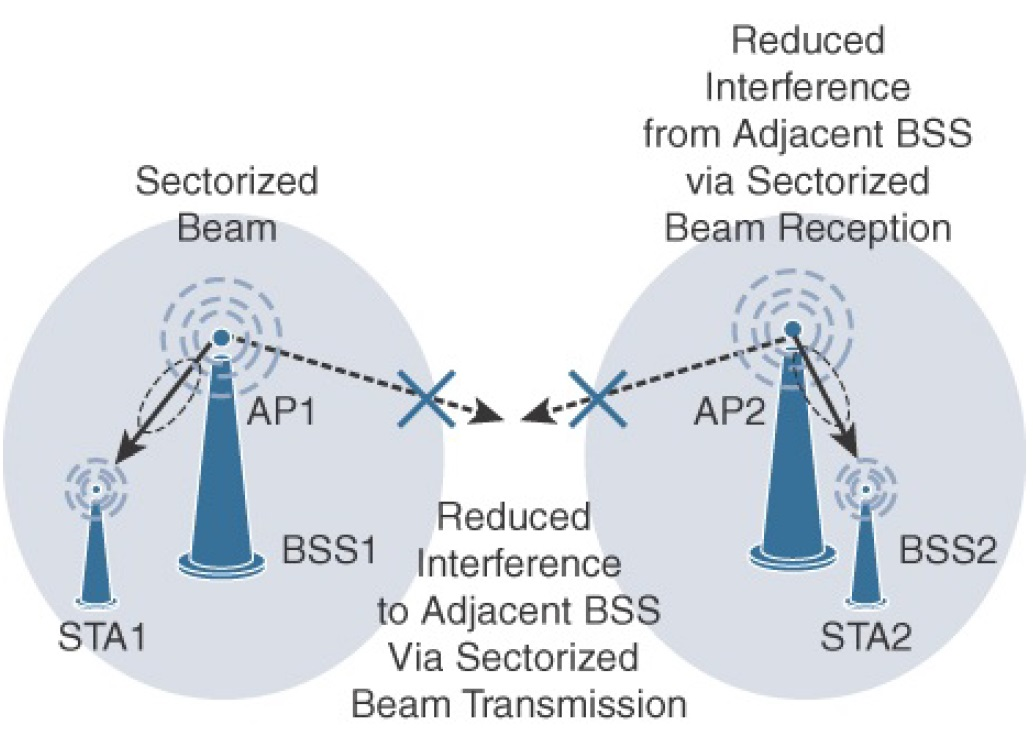 Sectorized
Beam
Reduced
Interference
from Adjacent BSS
via Sectorized
Beam Reception
AP1
BSS1
STA1
AP2
BSS2
STA2
Reduced
Interference
to Adjacent BSS
Via Sectorized
Beam Transmission